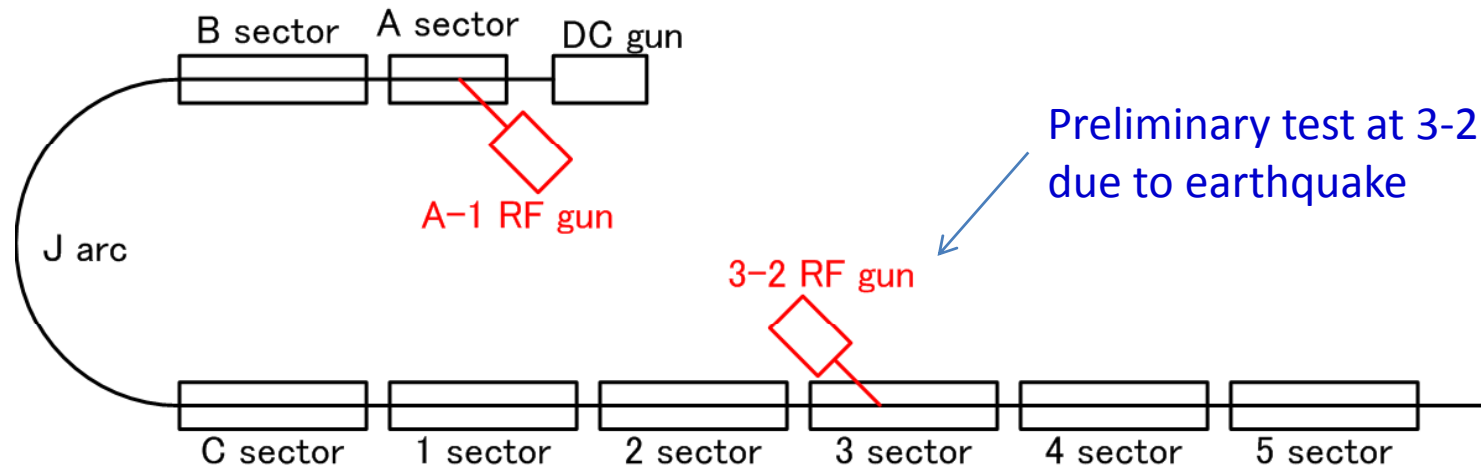 B sector
A sector
DC gun
Preliminary test at 3-2
due to earthquake
A-1 RF gun
J arc
3-2 RF gun
C sector
1 sector
2 sector
3 sector
4 sector
5 sector